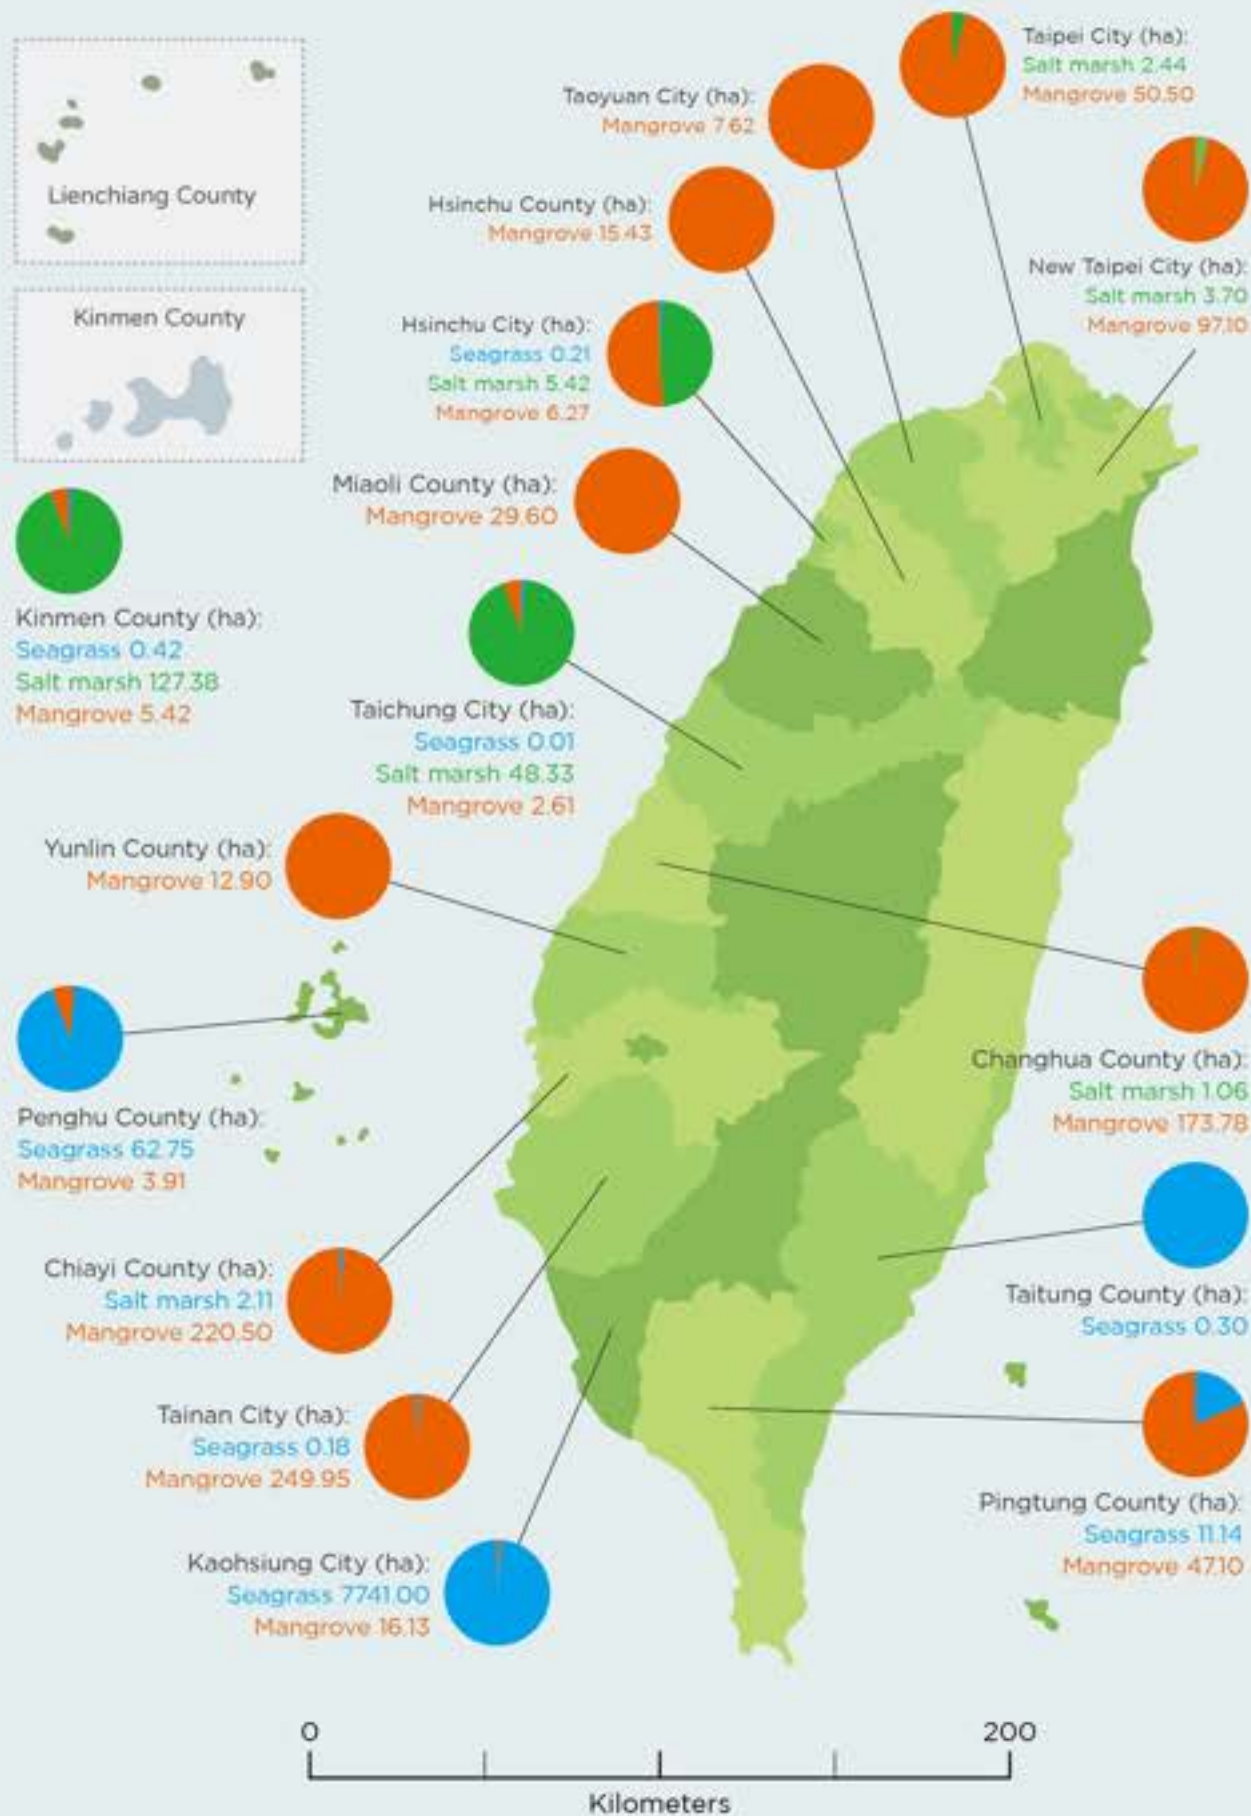 Lienchiang County
Kinmen County
Taipei City (ha):
Salt marsh 2.44
Mangrove 50.50
Taoyuan City (ha):
Mangrove 7.62
Hsinchu County (ha):
Mangrove 15.43
New Taipei City (ha):
Salt marsh 3.70
Mangrove 97.10
Hsinchu City (ha):
Seagrass 0.21
Salt marsh 5.42
Mangrove 6.27
Miaoli County (ha):
Mangrove 29.60
Kinmen County (ha):
Seagrass 0.42
Salt marsh 127.38
Mangrove 5.42
Taichung City (ha):
Seagrass 0.01
Salt marsh 48.33
Mangrove 2.61
Yunlin County (ha):
Mangrove 12.90
Changhua County (ha):
Salt marsh 1.06
Mangrove 173.78
Penghu County (ha):
Seagrass 62.75
Mangrove 3.91
Chiayi County (ha):
Salt marsh 2.11
Mangrove 220.50
Taitung County (ha):
Seagrass 0.30
Tainan City (ha):
Seagrass 0.18
Mangrove 249.95
Pingtung County (ha):
Seagrass 11.14
Mangrove 47.10
Kaohsiung City (ha):
Seagrass 7741.00
Mangrove 16.13
0 200
Kilometers